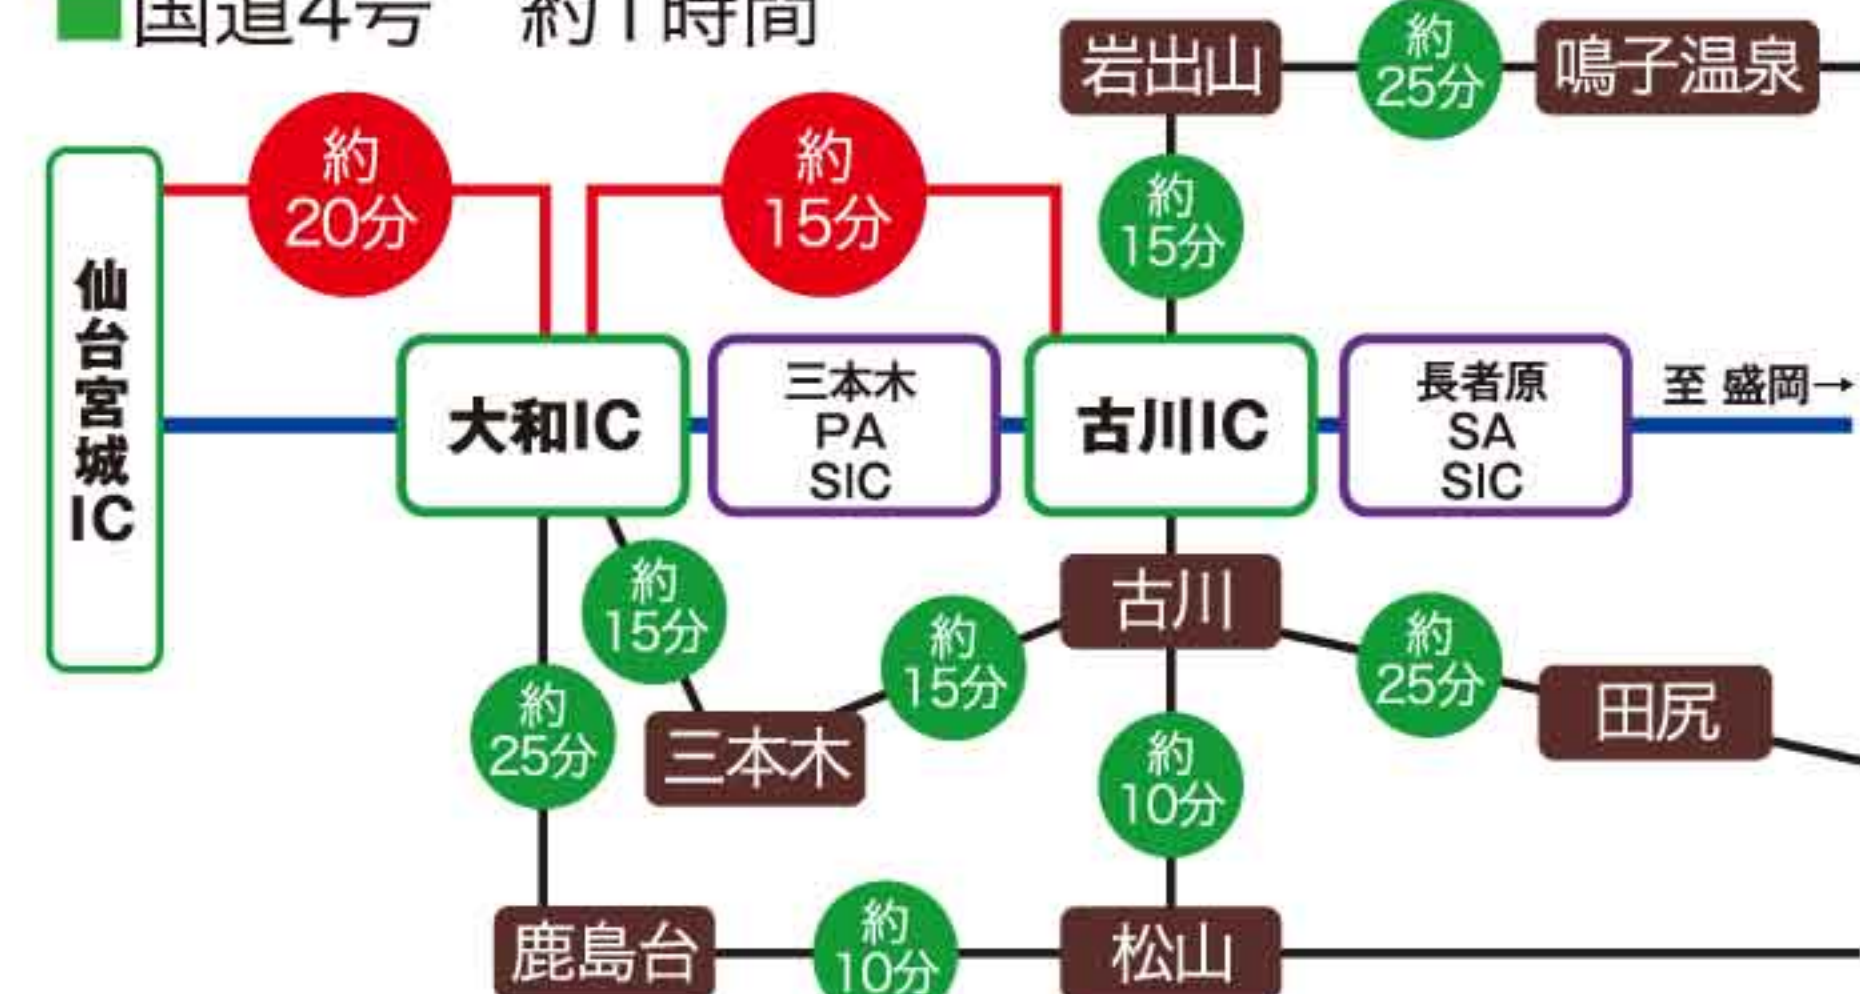 国道4号　約1時間
岩出山
約
25分
鳴子温泉
約
20分
約
15分
約
15分
仙台宮城IC
大和IC
三本木
PA
SIC
古川IC
長者原
SA
SIC
至 盛岡→
約
15分
古川
約
15分
約
25分
約
25分
三本木
田尻
約
10分
鹿島台
約
10分
松山